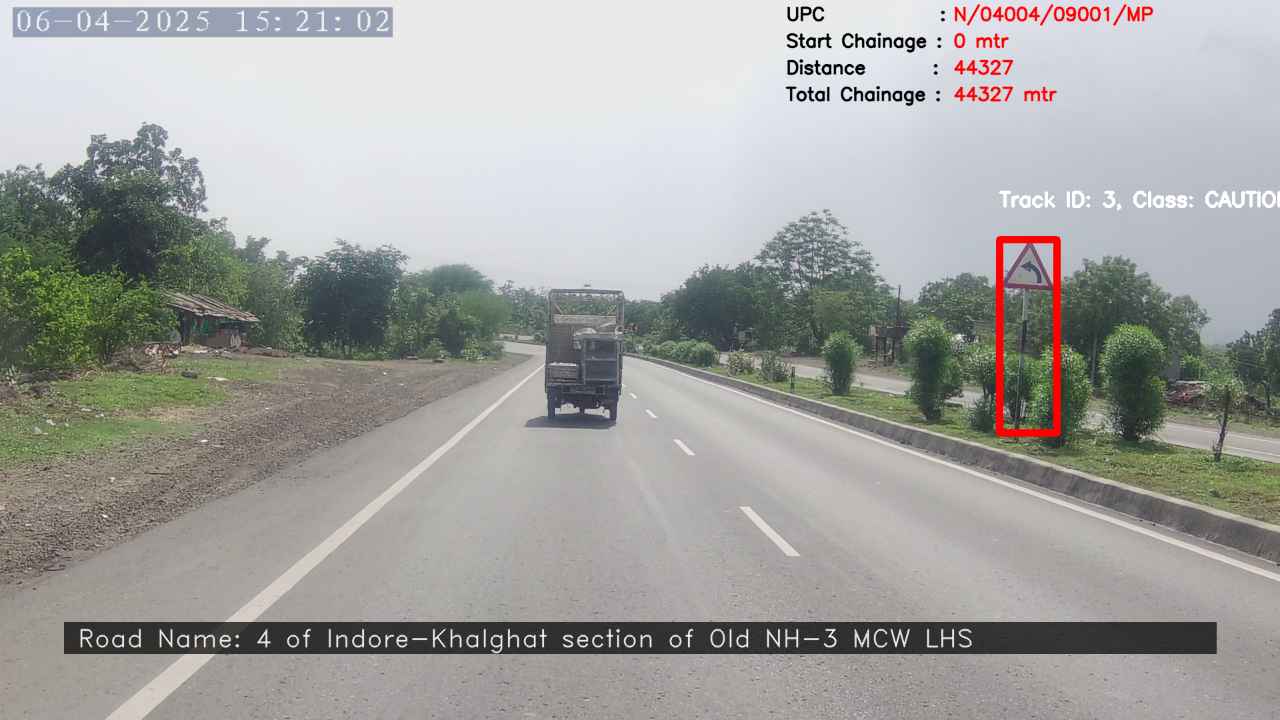 06-04-2025 15:21:02
UPC : N/04004/09001/MP
Start Chainage : 0 mtr
Distance : 44327
Total Chainage : 44327 mtr
Track ID: 3, Class: CAUTIO
Road Name: 4 of Indore-Khalghat section of Old NH-3 MCW LHS